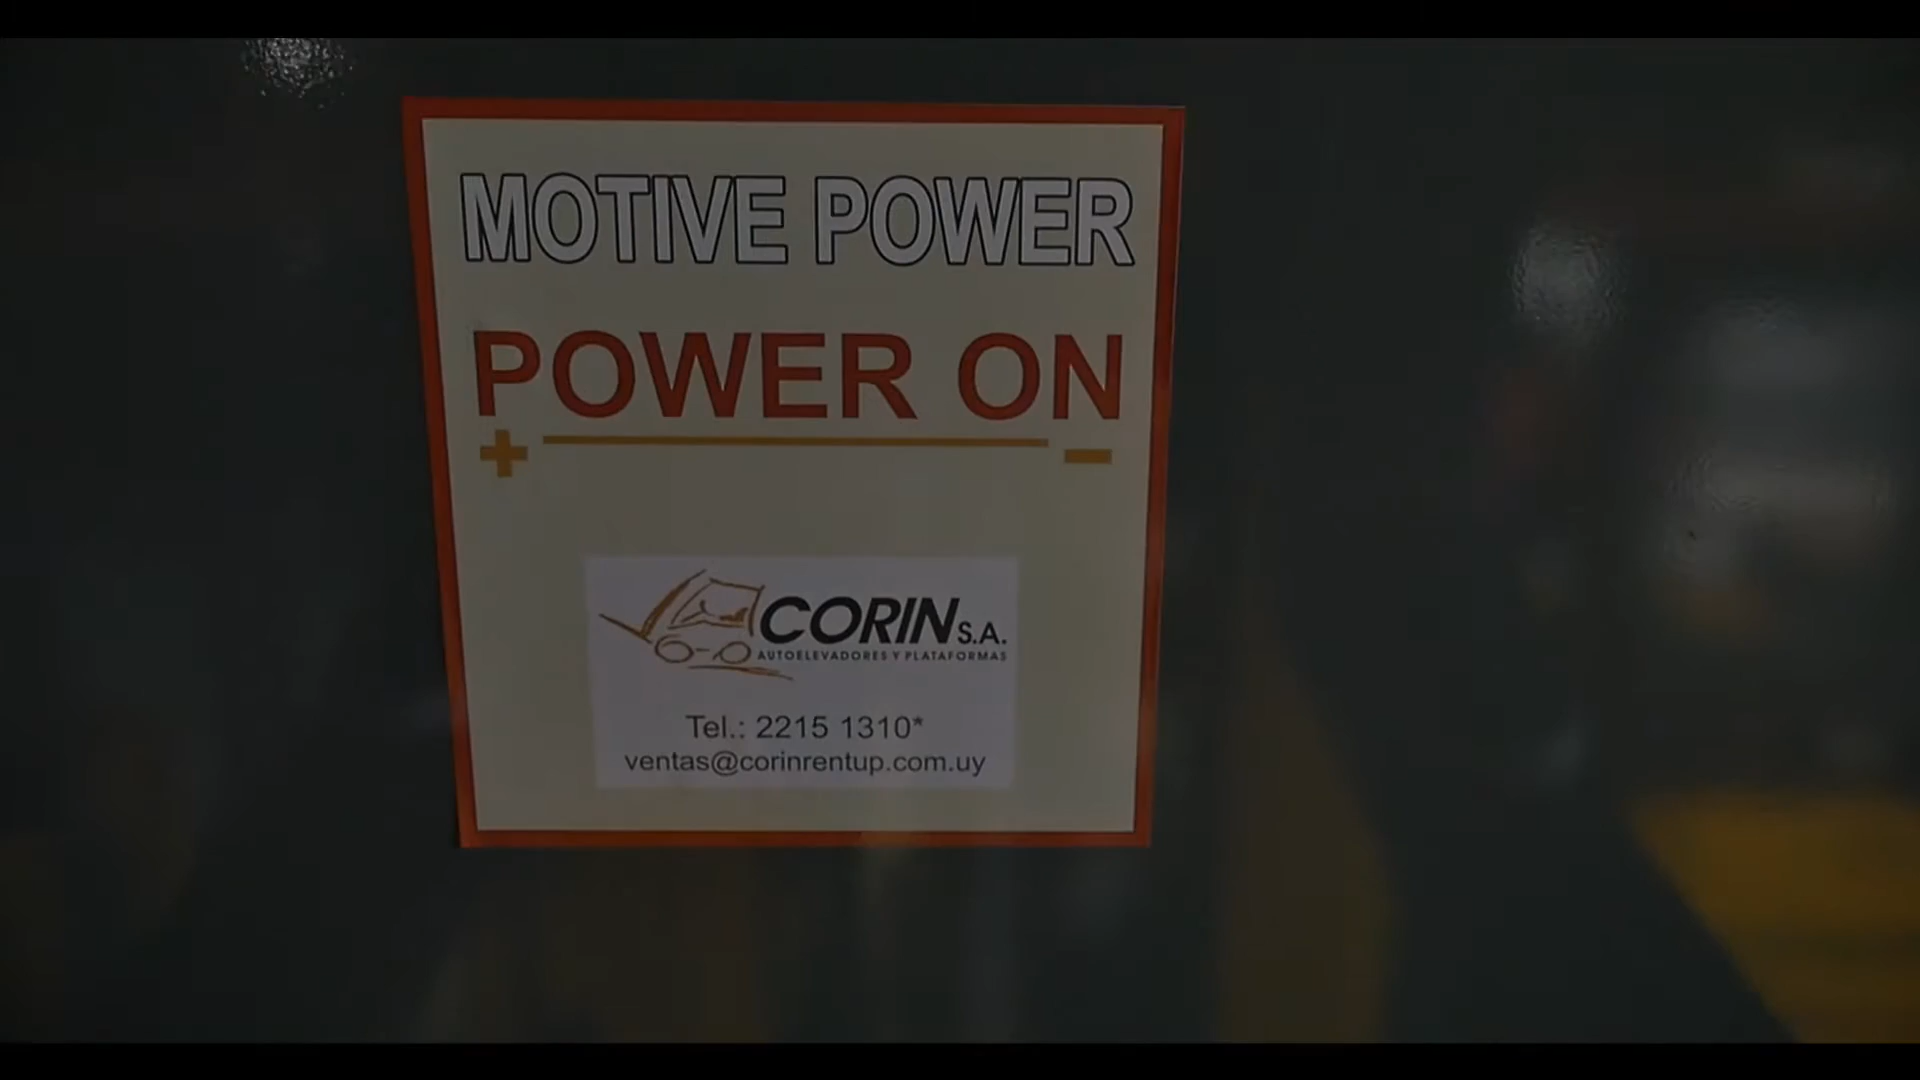 MOTIVE POWER
POWER ON
+ -
CORIN S.A.
AUTOELEVADORES Y PLATAFORMAS
Tel.: 2215 1310*
ventas@corinrentup.com.uy